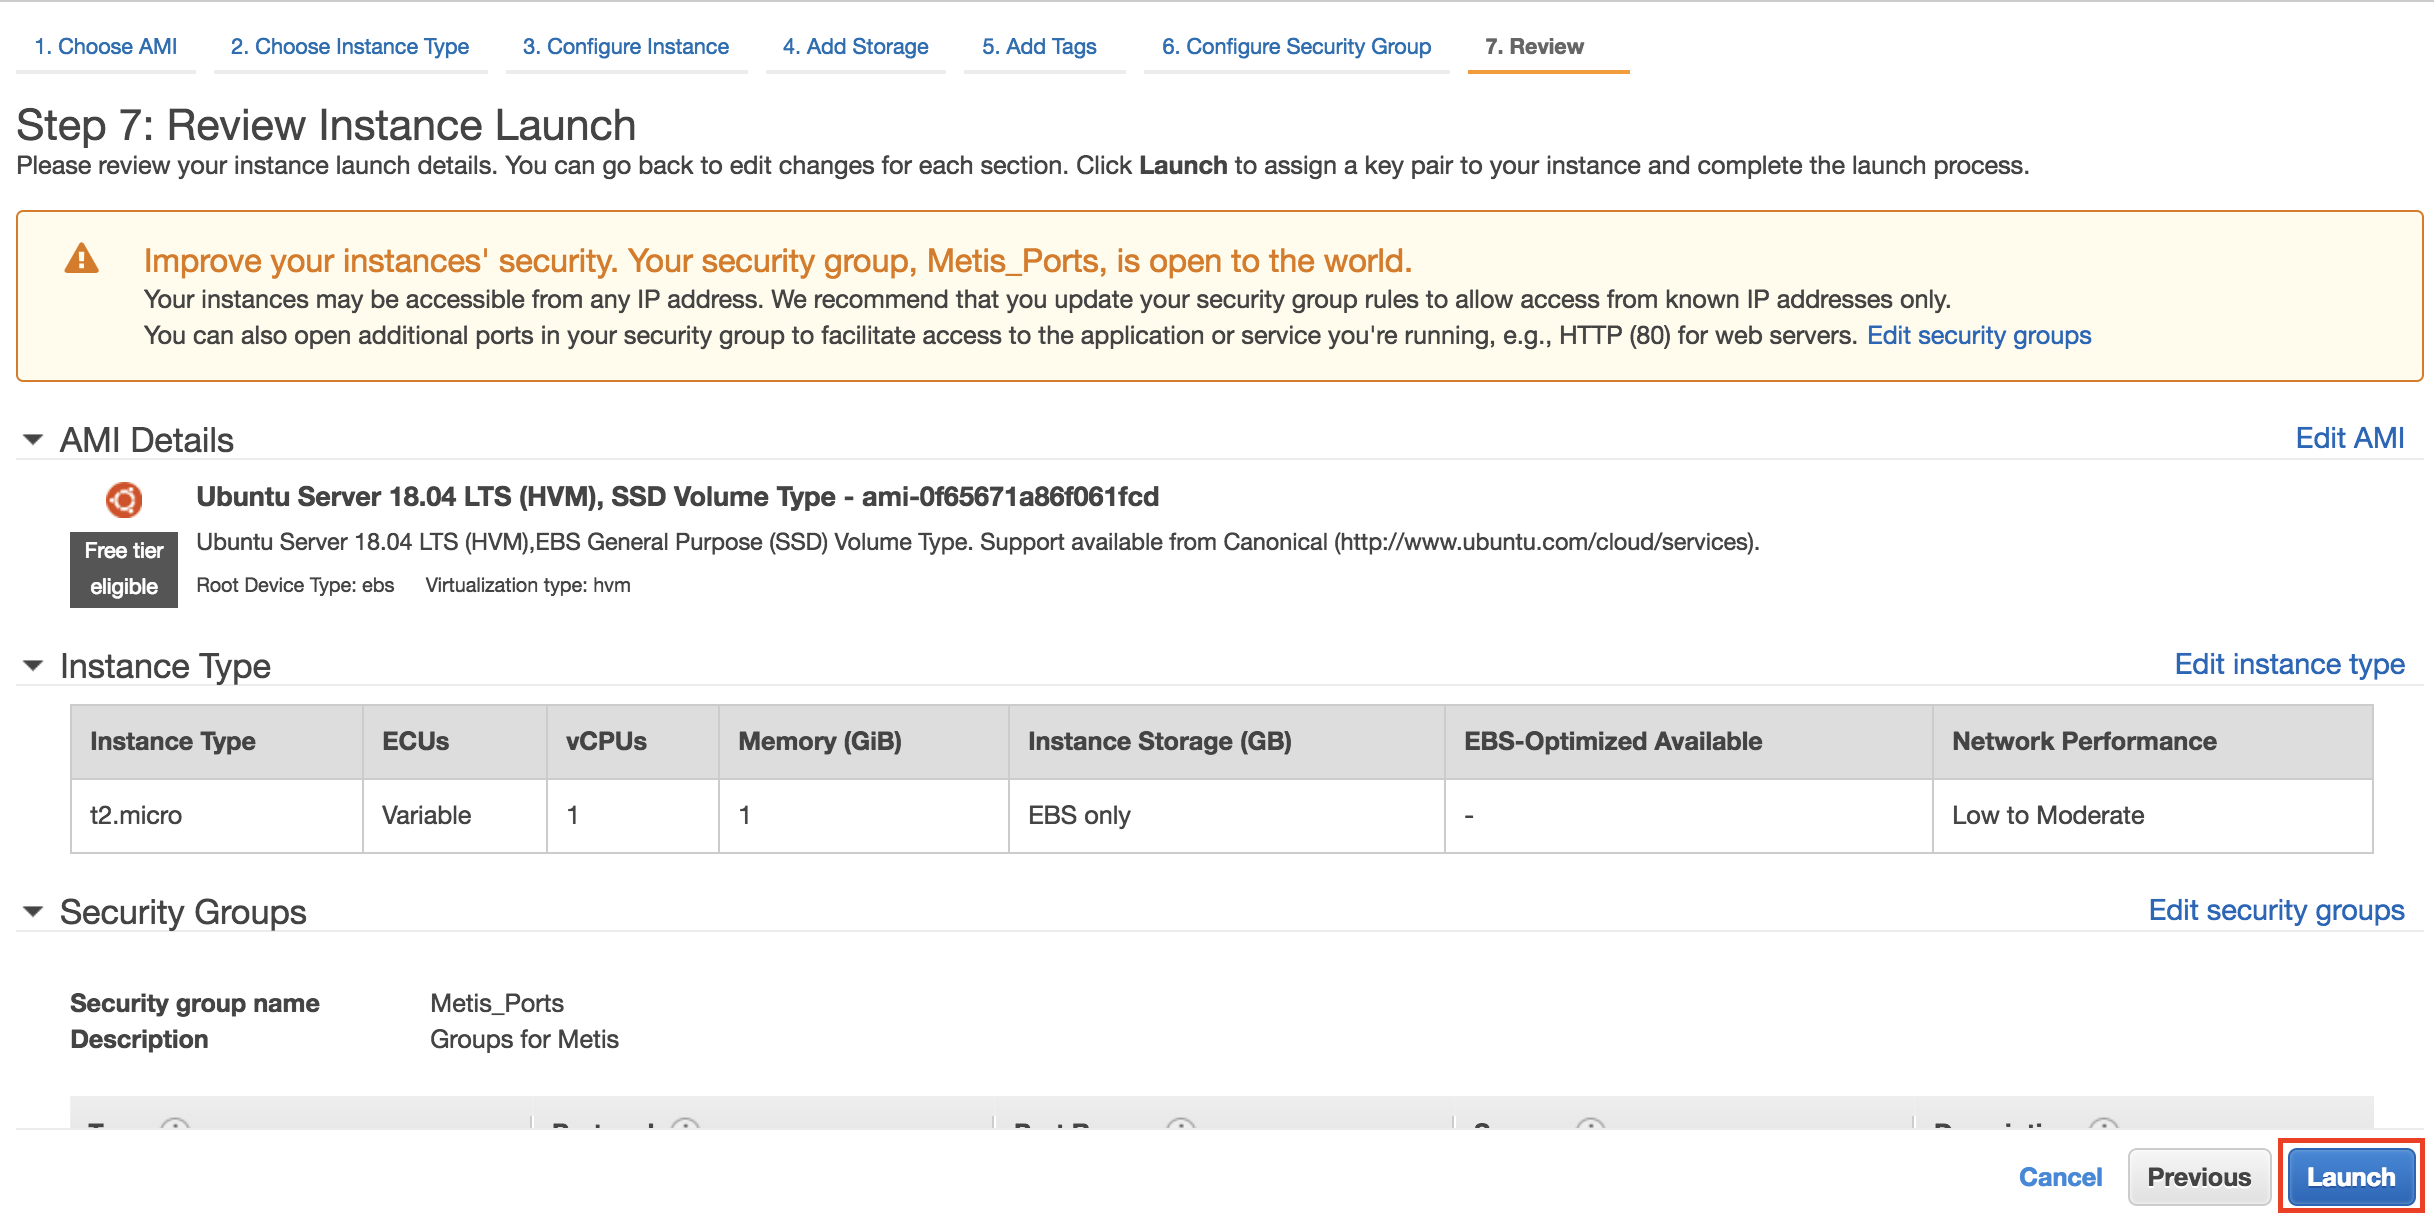 1. Choose AMI 2. Choose Instance Type 3. Configure Instance 4. Add Storage 5. Add Tags 6. Configure Security Group 7. Review
Step 7: Review Instance Launch
Please review your instance launch details. You can go back to edit changes for each section. Click Launch to assign a key pair to your instance and complete the launch process.
Improve your instances' security. Your security group, Metis_Ports, is open to the world.
Your instances may be accessible from any IP address. We recommend that you update your security group rules to allow access from known IP addresses only.
You can also open additional ports in your security group to facilitate access to the application or service you're running, e.g., HTTP (80) for web servers. Edit security groups
AMI Details Edit AMI
Ubuntu Server 18.04 LTS (HVM), SSD Volume Type - ami-0f65671a86f061fcd
Free tier eligible
Ubuntu Server 18.04 LTS (HVM),EBS General Purpose (SSD) Volume Type. Support available from Canonical (http://www.ubuntu.com/cloud/services).
Root Device Type: ebs Virtualization type: hvm
Instance Type Edit instance type
Instance Type ECUs vCPUs Memory (GiB) Instance Storage (GB) EBS-Optimized Available Network Performance
t2.micro Variable 1 1 EBS only - Low to Moderate
Security Groups Edit security groups
Security group name Metis_Ports
Description Groups for Metis
Cancel Previous Launch